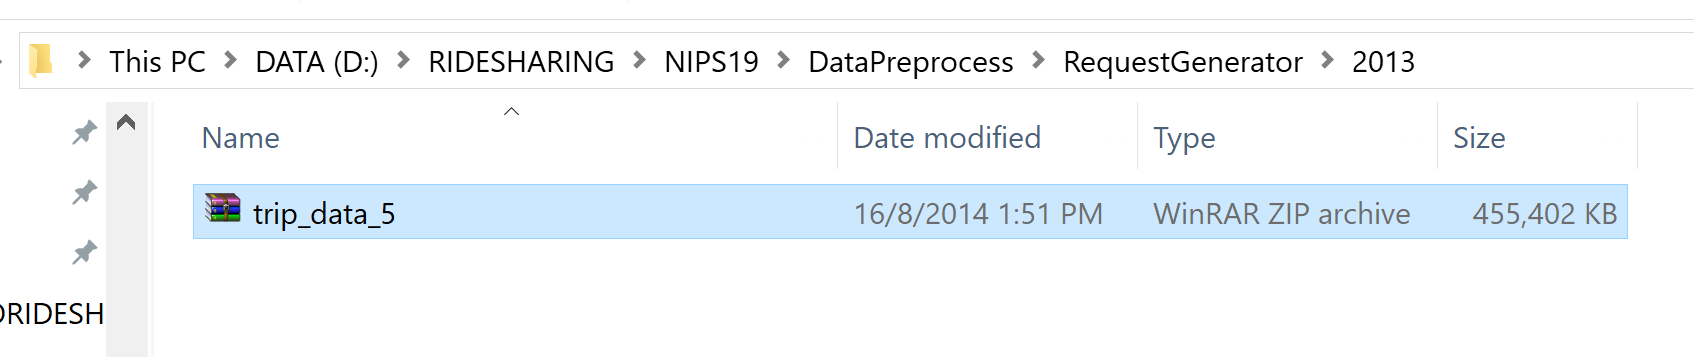 This PC > DATA (D:) > RIDESHARING > NIPS19 > DataPreprocess > RequestGenerator > 2013
Name Date modified Type Size
trip_data_5 16/8/2014 1:51 PM WinRAR ZIP archive 455,402 KB
RIDESH